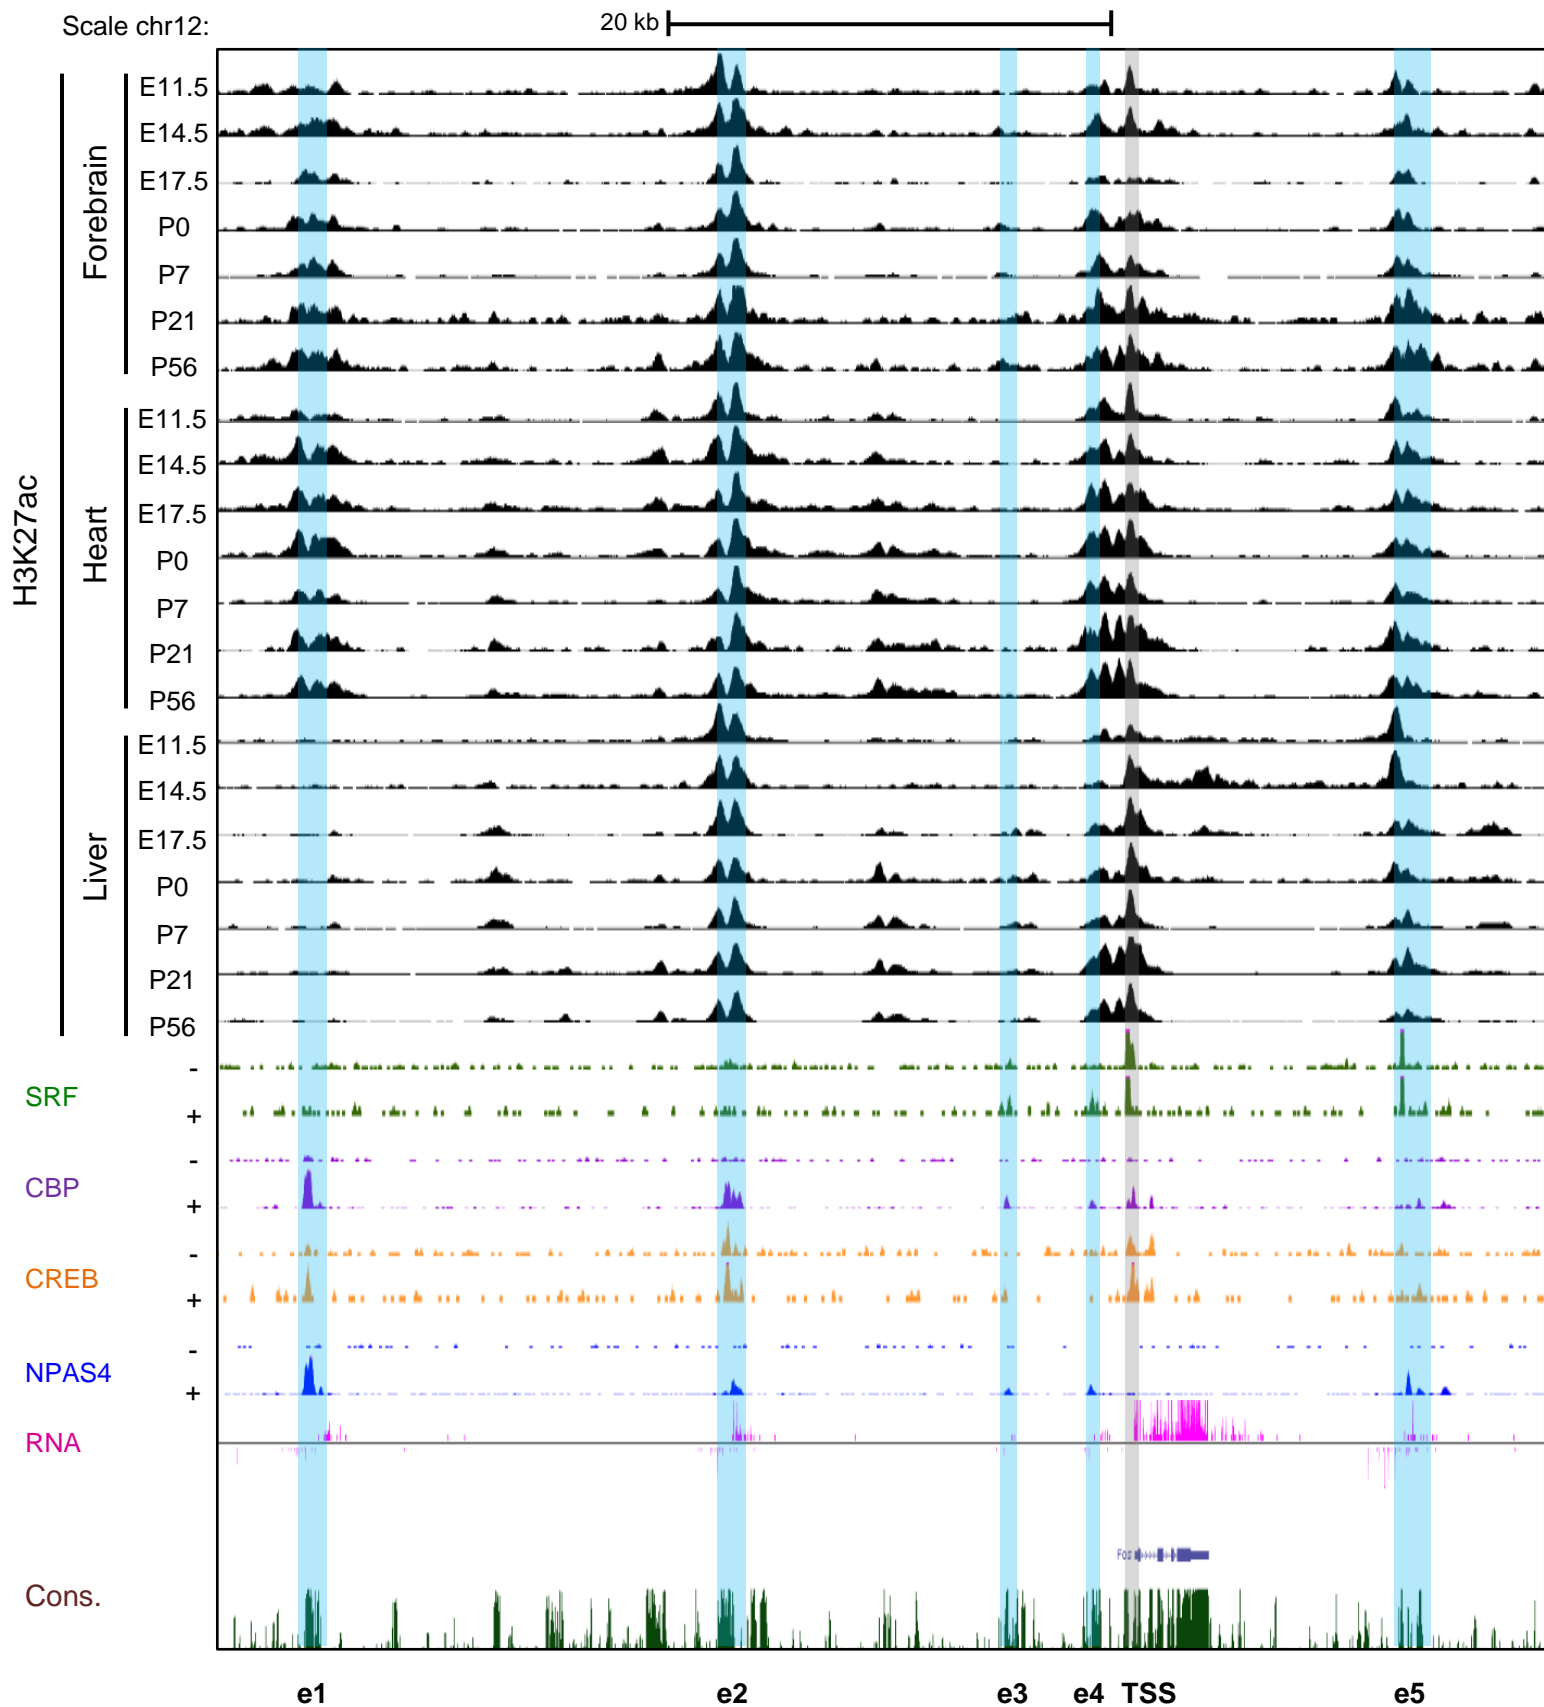 Scale chr12:
20 kb
H3K27ac
Forebrain
E11.5
E14.5
E17.5
P0
P7
P21
P56
Heart
E11.5
E14.5
E17.5
P0
P7
P21
P56
Liver
E11.5
E14.5
E17.5
P0
P7
P21
P56
-
SRF
+
-
CBP
+
-
CREB
+
-
NPAS4
+
RNA
Fos
Cons.
e1 e2 e3 e4 TSS e5